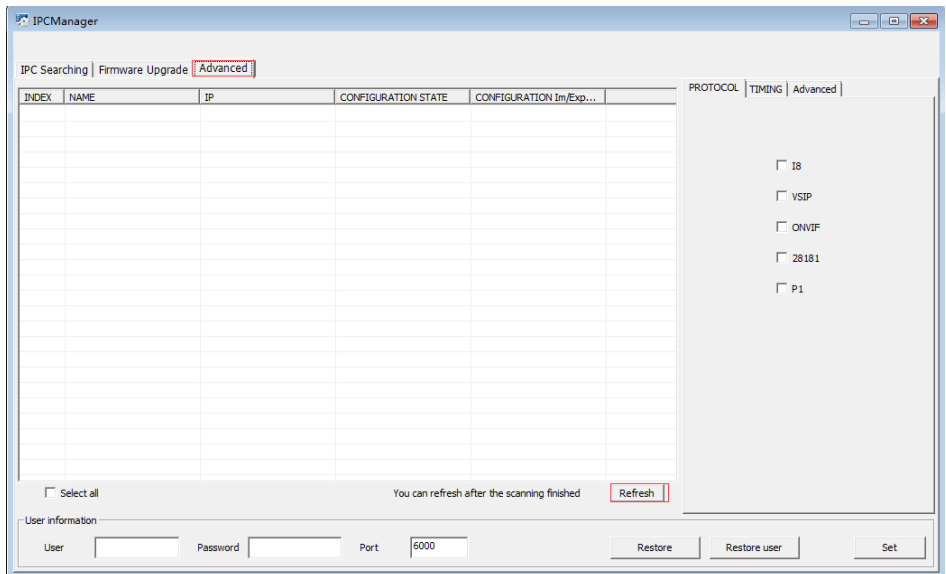 IPCManager
IPC Searching Firmware Upgrade Advanced
INDEX NAME IP CONFIGURATION STATE CONFIGURATION Im/Exp...
PROTOCOL TIMING Advanced
I8
VSIP
ONVIF
28181
P1
Select all You can refresh after the scanning finished Refresh
User information
User Password Port 6000 Restore Restore user Set